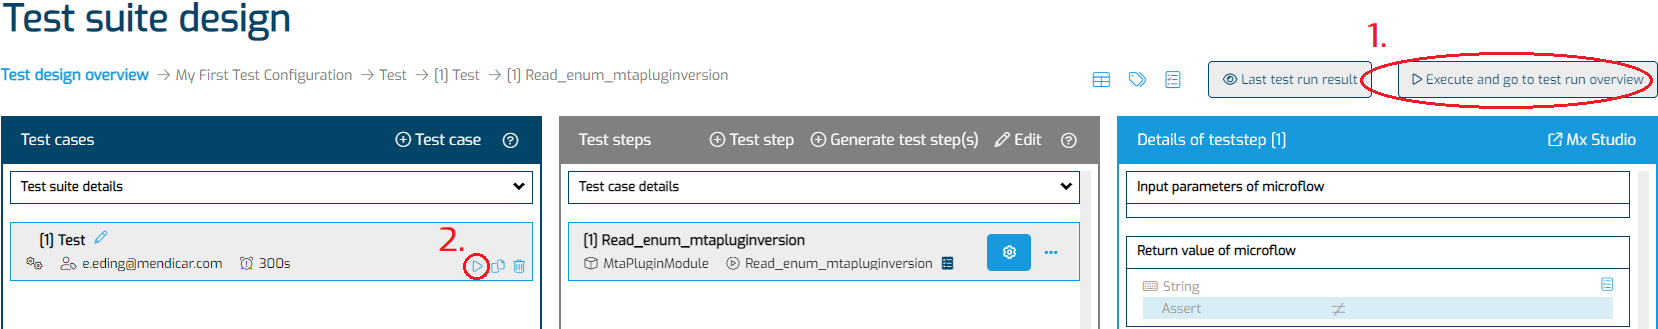 Test suite design
1.
Test design overview → My First Test Configuration → Test → [1] Test → [1] Read_enum_mtapluginversion
Last test run result
Execute and go to test run overview
Test cases
Test case
Test steps
Test step
Generate test step(s)
Edit
Details of teststep [1]
Mx Studio
Test suite details
Test case details
Input parameters of microflow
[1] Test
2.
e.eding@mendicar.com
300s
[1] Read_enum_mtapluginversion
MtaPluginModule
Read_enum_mtapluginversion
Return value of microflow
String
Assert ≠